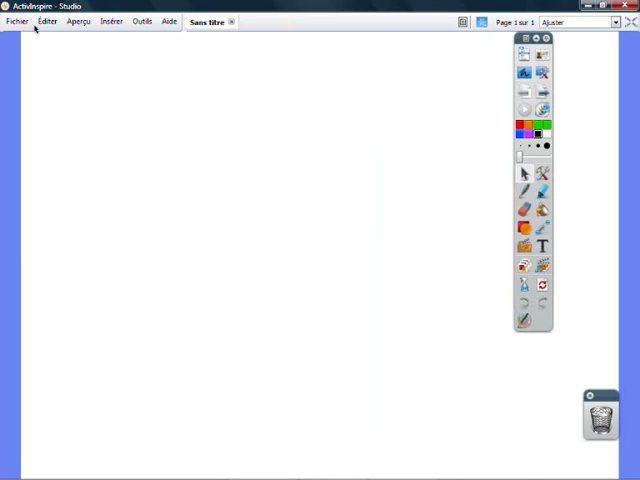 ActivInspire - Studio
Fichier Éditer Aperçu Insérer Outils Aide Sans titre Page 1 sur 1 Ajuster
T